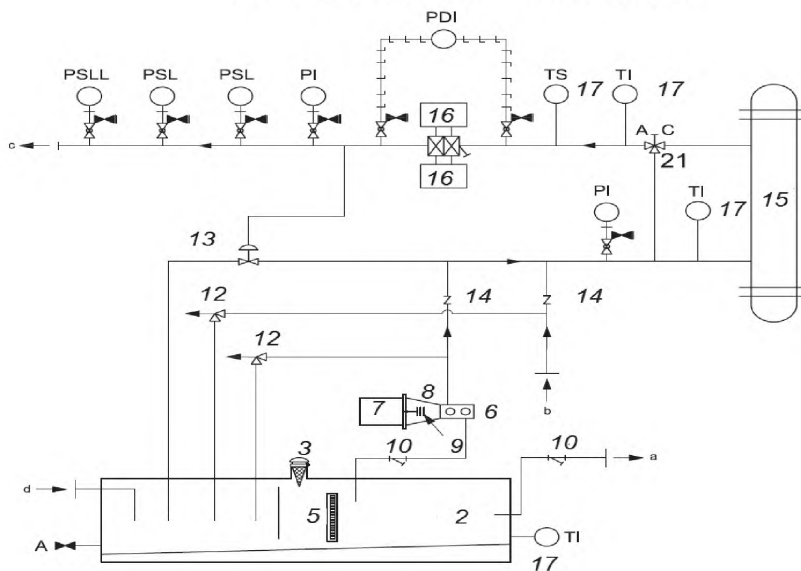 PDI
PSLL PSL PSL PI TS 17 TI 17
16
A C
c
21
16
15
PI TI 17
13
12 14 14
12
8
7 6
b
9
3 10 10
a
d
5 2
A TI
17